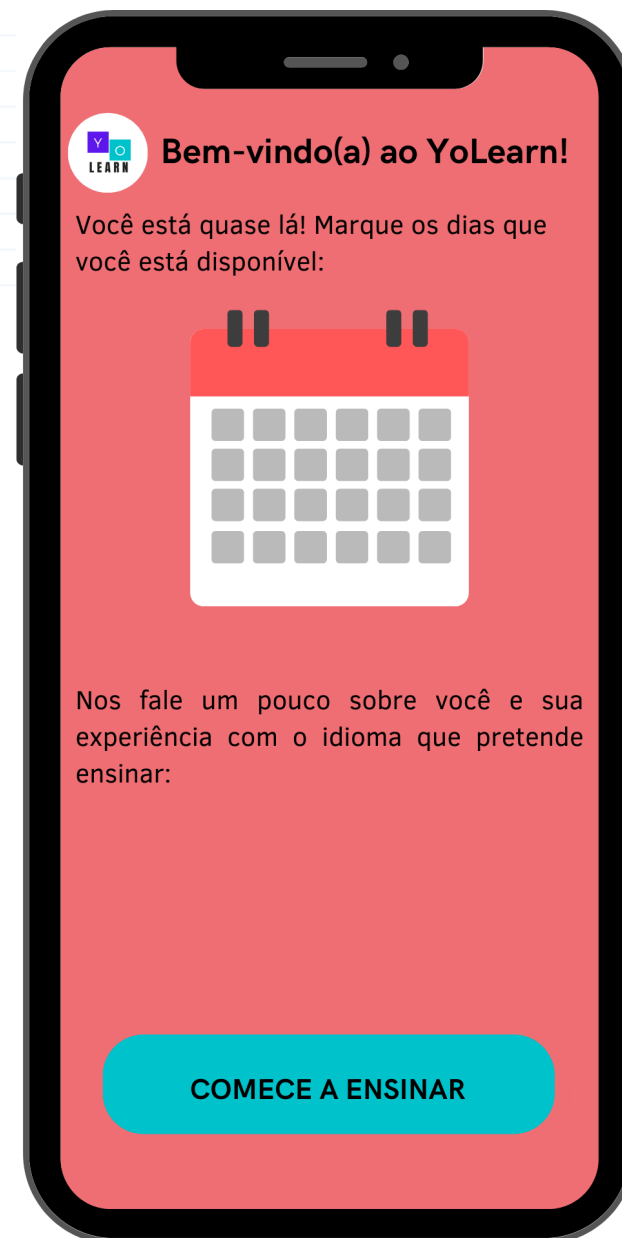 Y
O
LEARN
Bem-vindo(a) ao YoLearn!
Você está quase lá! Marque os dias que
você está disponível:
Nos fale um pouco sobre você e sua
experiência com o idioma que pretende
ensinar:
COMECE A ENSINAR